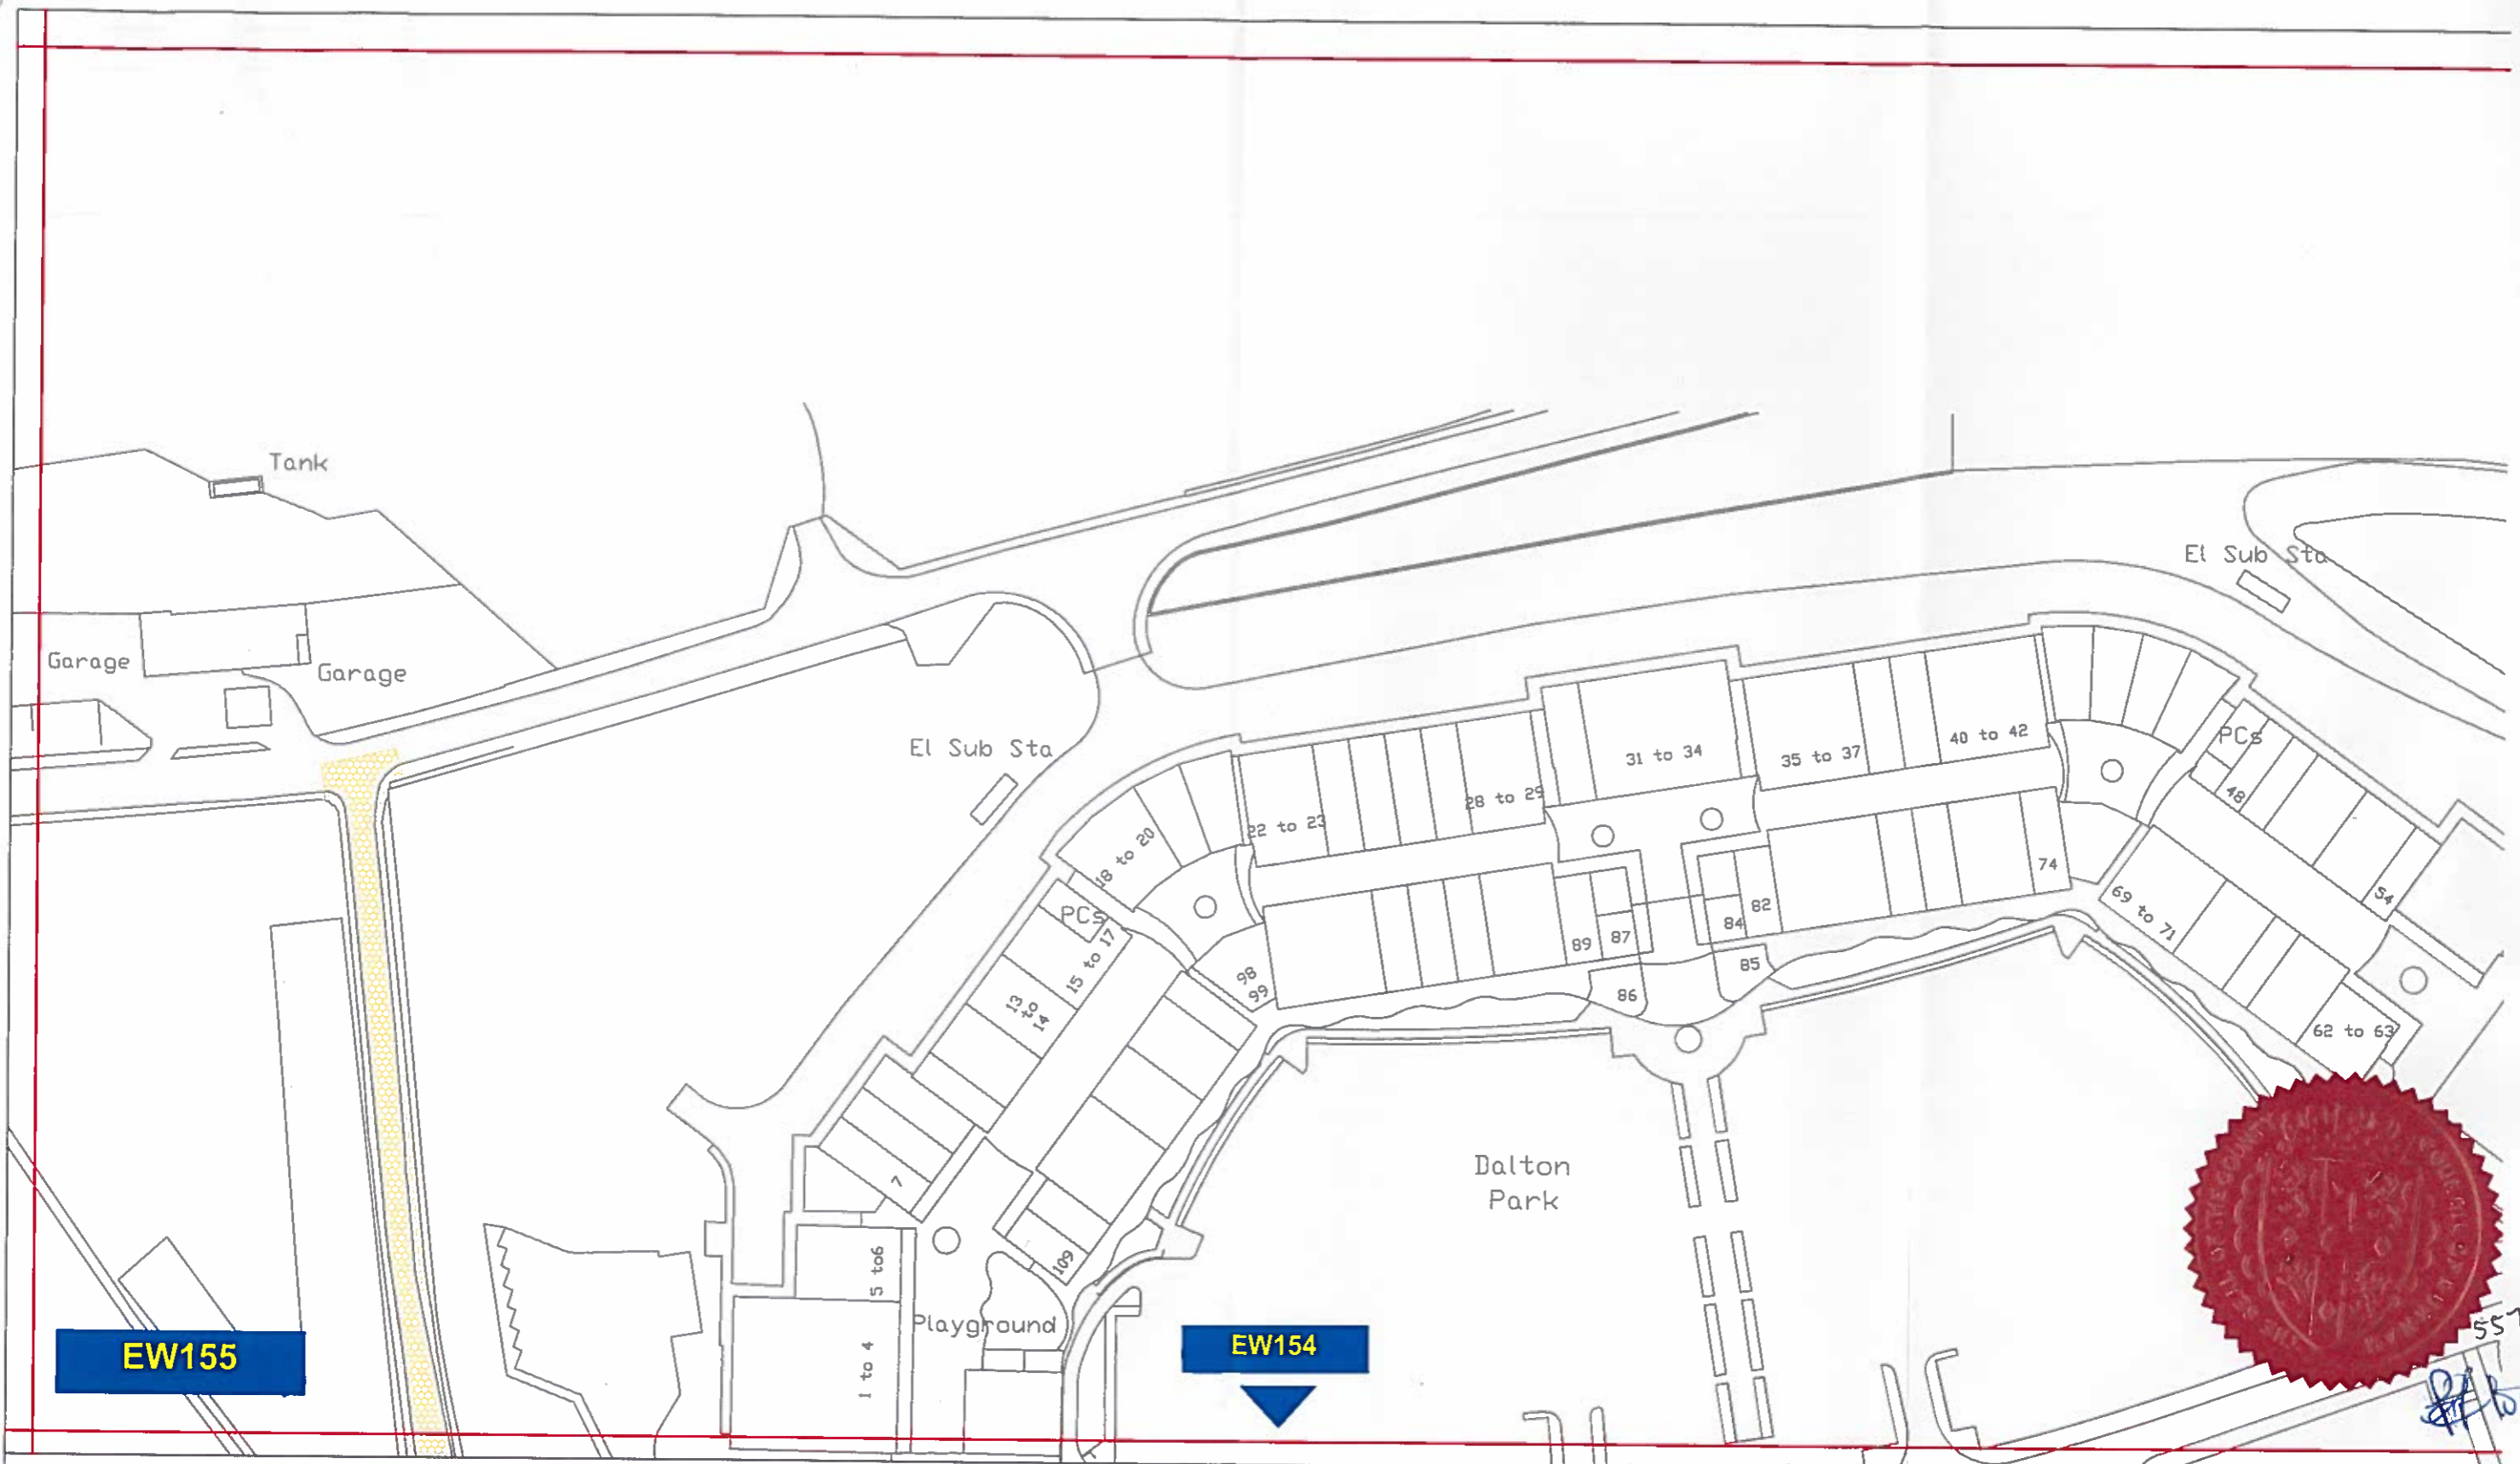 Tank
El Sub Sta
Garage
Garage
El Sub Sta
PCs
31 to 34
35 to 37
40 to 42
22 to 23
28 to 29
48
18 to 20
74
54
69 to 71
PCs
15 to 17
89
87
84
82
85
98
99
86
13
to
14
62 to 63
Dalton
Park
7
109
5 to6
Playground
1 to 4
EW155
EW154